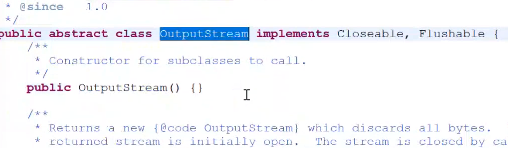 * @since   1.0
*/
public abstract class OutputStream implements Closeable, Flushable {
/**
* Constructor for subclasses to call.
*/
public OutputStream() {}
/**
* Returns a new {@code OutputStream} which discards all bytes.
* returned stream is initially open.  The stream is closed by ca